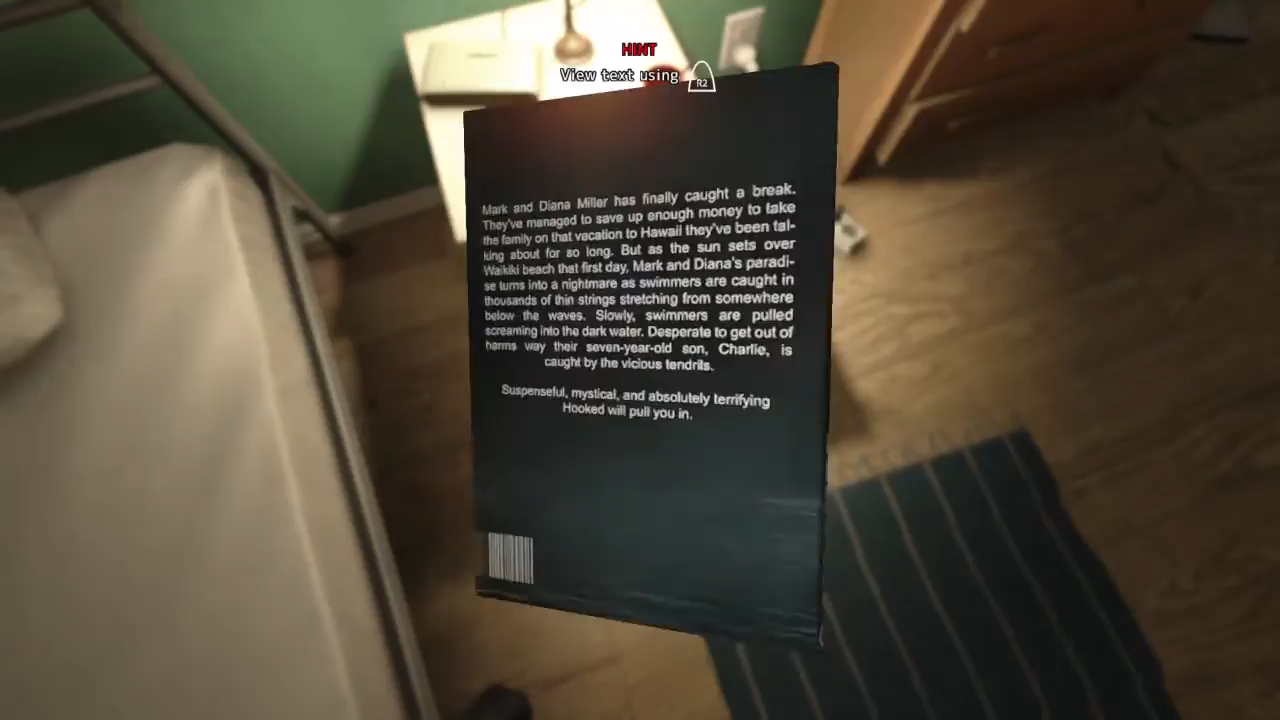 HINT
View text using R2
Mark and Diana Miller has finally caught a break.
They've managed to save up enough money to take
the family on that vacation to Hawaii they've been tal-
king about for so long. But as the sun sets over
Waikiki beach that first day, Mark and Diana's paradi-
se turns into a nightmare as swimmers are caught in
thousands of thin strings stretching from somewhere
below the waves. Slowly, swimmers are pulled
screaming into the dark water. Desperate to get out of
harms way their seven-year-old son, Charlie, is
caught by the vicious tendrils.
Suspenseful, mystical, and absolutely terrifying
Hooked will pull you in.